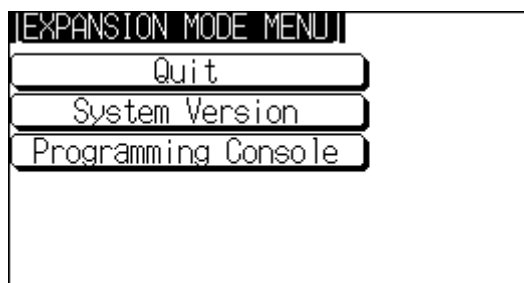 [EXPANSION MODE MENU]
Quit
System Version
Programming Console